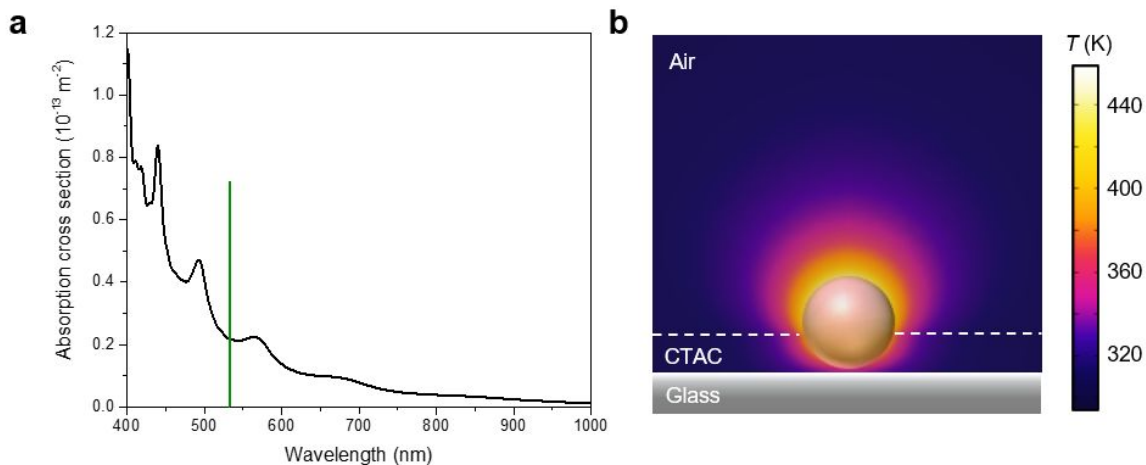 a
Absorption cross section (10⁻¹³ m⁻²)
1.2
1.0
0.8
0.6
0.4
0.2
0.0
400 500 600 700 800 900 1000
Wavelength (nm)
b
Air
CTAC
Glass
T (K)
440
400
360
320